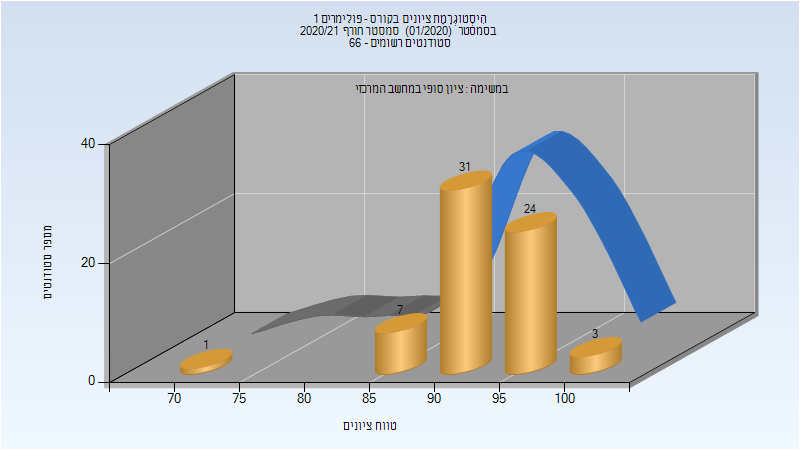 היסטוגרמת ציונים בקורס - פולימרים 1
בסמסטר (01/2020) סמסטר חורף 2020/21
סטודנטים רשומים - 66
במשימה : ציון סופי במחשב המרכזי
מספר סטודנטים
40
20
0
1
7
31
24
3
70 75 80 85 90 95 100
טווח ציונים